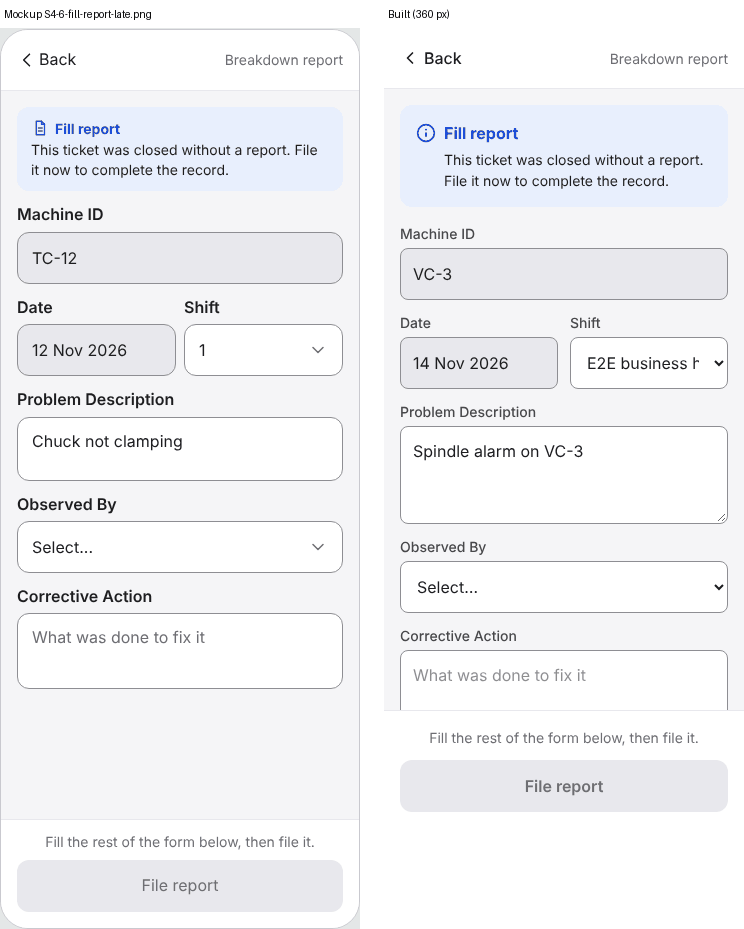 Mockup S4-6-fill-report-late.png
Back
Breakdown report
Fill report
This ticket was closed without a report. File
it now to complete the record.
Machine ID
TC-12
Date
Shift
12 Nov 2026
1
Problem Description
Chuck not clamping
Observed By
Select...
Corrective Action
What was done to fix it
Fill the rest of the form below, then file it.
File report
Built (360 px)
Back
Breakdown report
Fill report
This ticket was closed without a report.
File it now to complete the record.
Machine ID
VC-3
Date
Shift
14 Nov 2026
E2E business
Problem Description
Spindle alarm on VC-3
Observed By
Select...
Corrective Action
What was done to fix it
Fill the rest of the form below, then file it.
File report